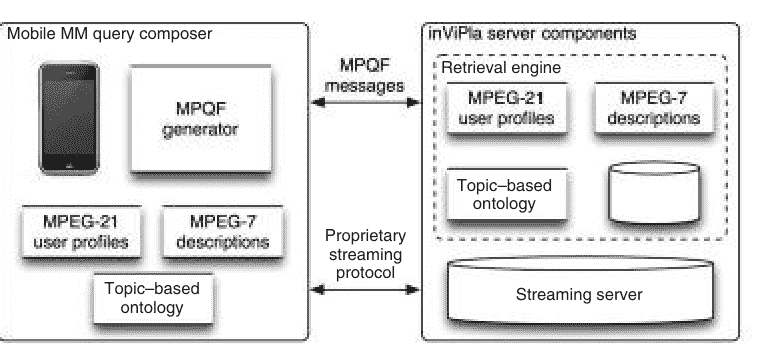 Mobile MM query composer
MPQF
generator
MPEG-21
user profiles
MPEG-7
descriptions
Topic–based
ontology
MPQF
messages
Proprietary
streaming
protocol
inViPla server components
Retrieval engine
MPEG-21
user profiles
MPEG-7
descriptions
Topic–based
ontology
Streaming server